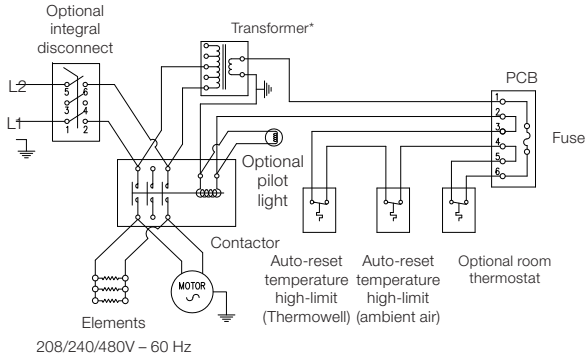 Optional
integral
disconnect
Transformer*
L2
5 6
3 4
L1
1 2
PCB
1
2
3
4
5
6
Fuse
Optional
pilot
light
Contactor
MOTOR
Elements
208/240/480V – 60 Hz
Auto-reset
temperature
high-limit
(Thermowell)
Auto-reset
temperature
high-limit
(ambient air)
Optional room
thermostat